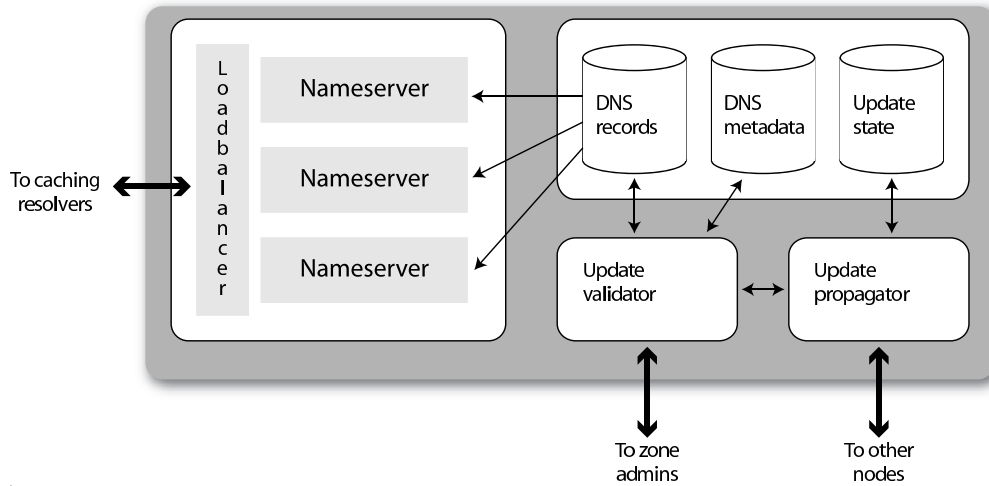 To caching
resolvers
Loadbalancer
Nameserver
Nameserver
Nameserver
DNS
records
DNS
metadata
Update
state
Update
validator
Update
propagator
To zone
admins
To other
nodes